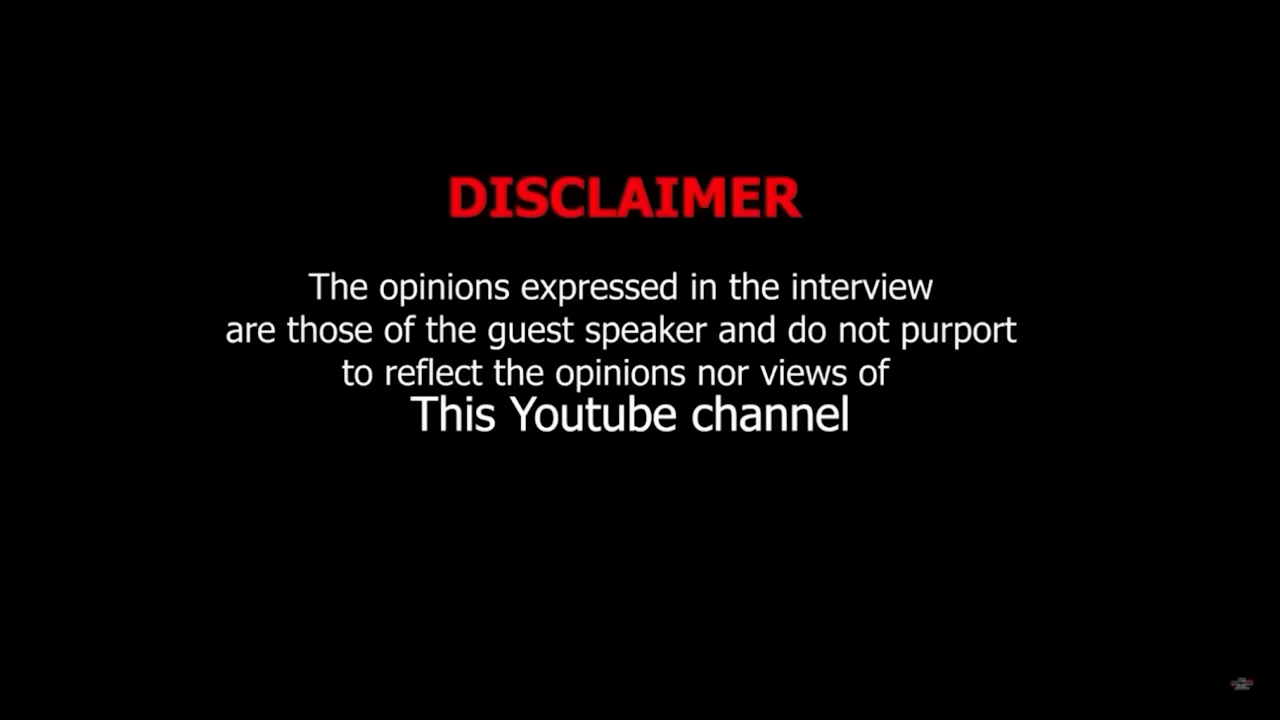 DISCLAIMER
The opinions expressed in the interview
are those of the guest speaker and do not purport
to reflect the opinions nor views of
This Youtube channel